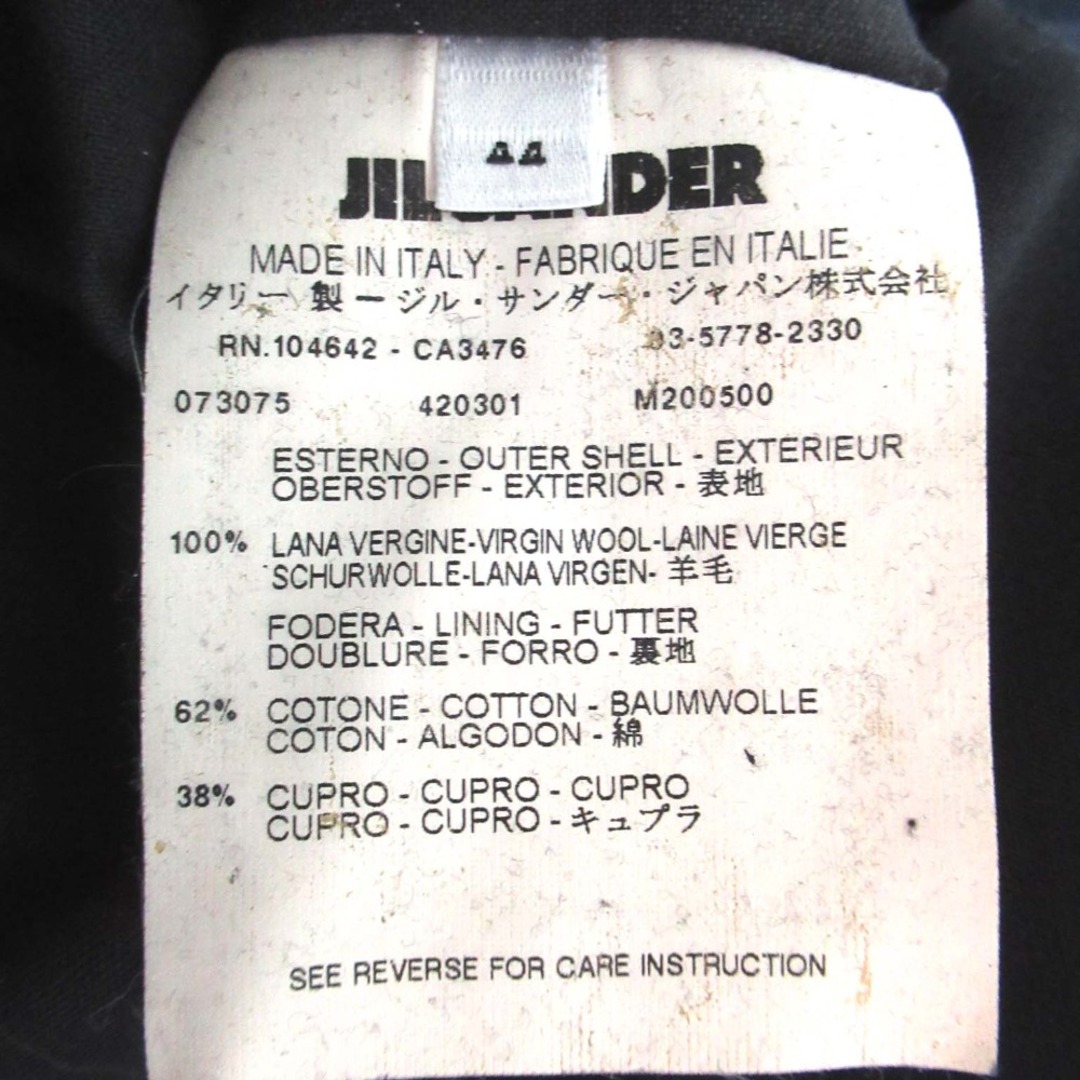 44
JIL SANDER
MADE IN ITALY - FABRIQUE EN ITALIE
イタリー 製 ー ジル・サンダー・ジャパン株式会社
RN.104642 - CA3476 03-5778-2330
073075 420301 M200500
ESTERNO - OUTER SHELL - EXTERIEUR
OBERSTOFF - EXTERIOR - 表地
100% LANA VERGINE-VIRGIN WOOL-LAINE VIERGE
SCHURWOLLE-LANA VIRGEN- 羊毛
FODERA - LINING - FUTTER
DOUBLURE - FORRO - 裏地
62% COTONE - COTTON - BAUMWOLLE
COTON - ALGODON - 綿
38% CUPRO - CUPRO - CUPRO
CUPRO - CUPRO - キュプラ
SEE REVERSE FOR CARE INSTRUCTION